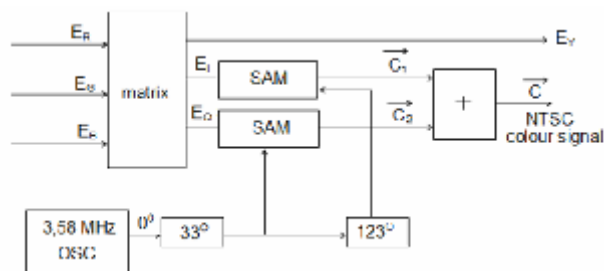 E_R
E_Y
E_I
C_1
SAM
matrix
E_G
E_Q
C_2
SAM
+
C
NTSC
colour signal
3,58 MHz
OSC
0°
33°
123°